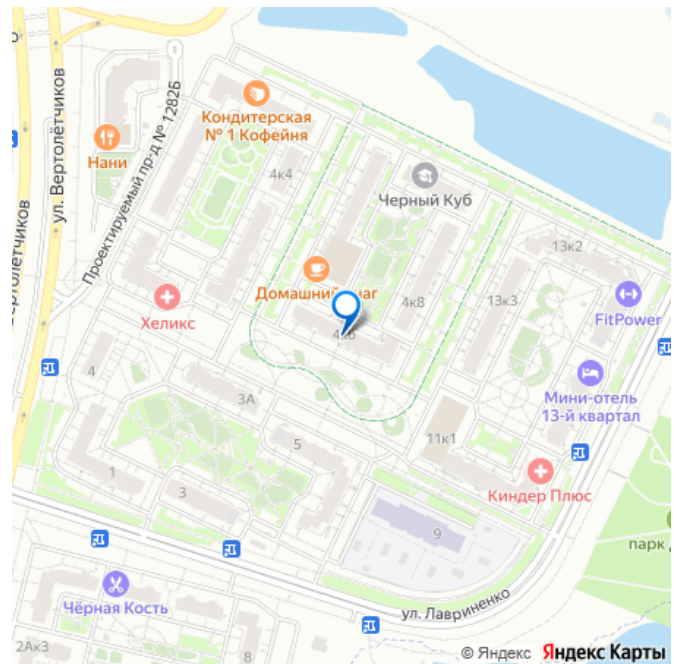 ул. Вертолётчиков
Проектируемый пр-д № 1282Б
1
Кондитерская
№ 1 Кофейня
Нани
4к4
Черный Куб
13к2
4к8
13к3
FitPower
Хеликс
4
3А
Мини-отель
13-й квартал
11к1
5
1
3
Киндер Плюс
9
парк
ул. Лавриненко
Чёрная Кость
2Ак3
8
© Яндекс Яндекс Карты